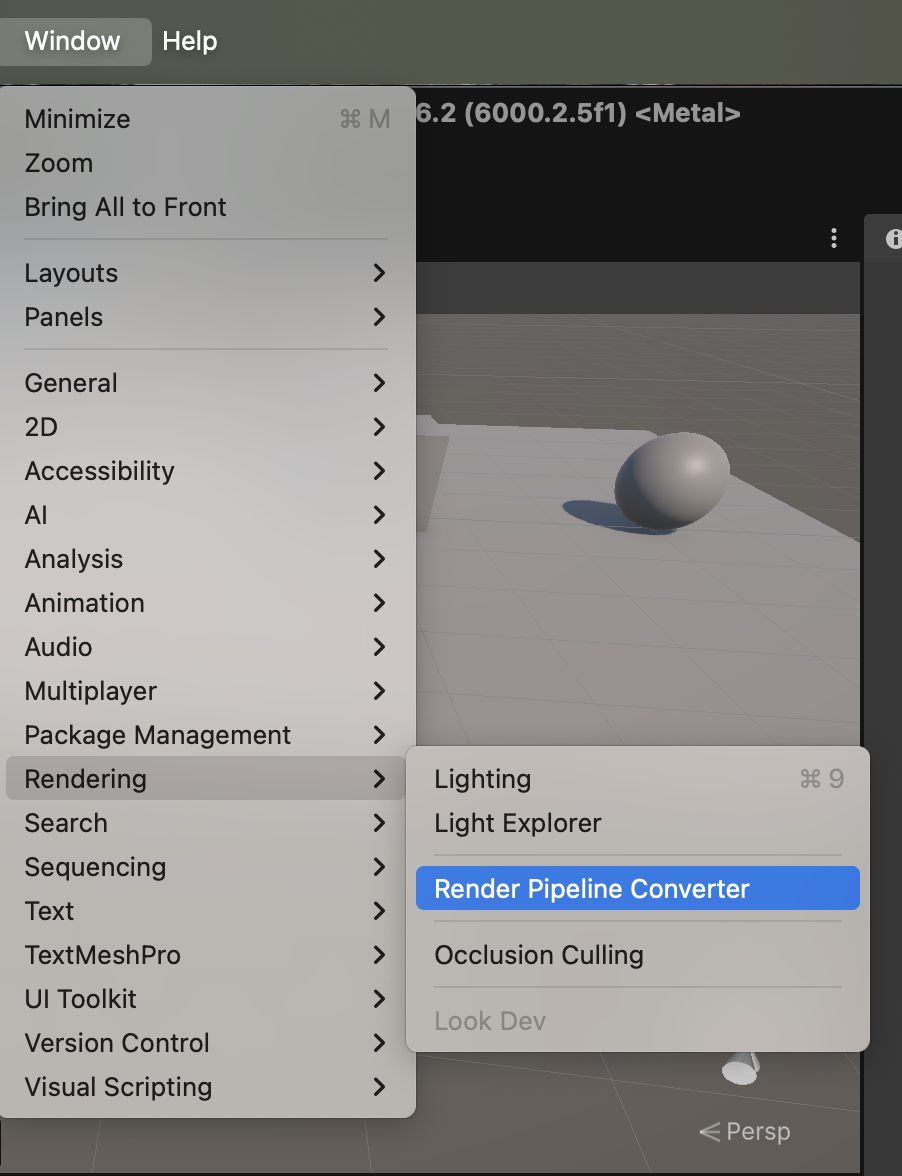 Window Help
6.2 (6000.2.5f1) <Metal>
Minimize ⌘ M
Zoom
Bring All to Front
Layouts
Panels
General
2D
Accessibility
AI
Analysis
Animation
Audio
Multiplayer
Package Management
Rendering
Search
Sequencing
Text
TextMeshPro
UI Toolkit
Version Control
Visual Scripting
Lighting ⌘ 9
Light Explorer
Render Pipeline Converter
Occlusion Culling
Look Dev
Persp